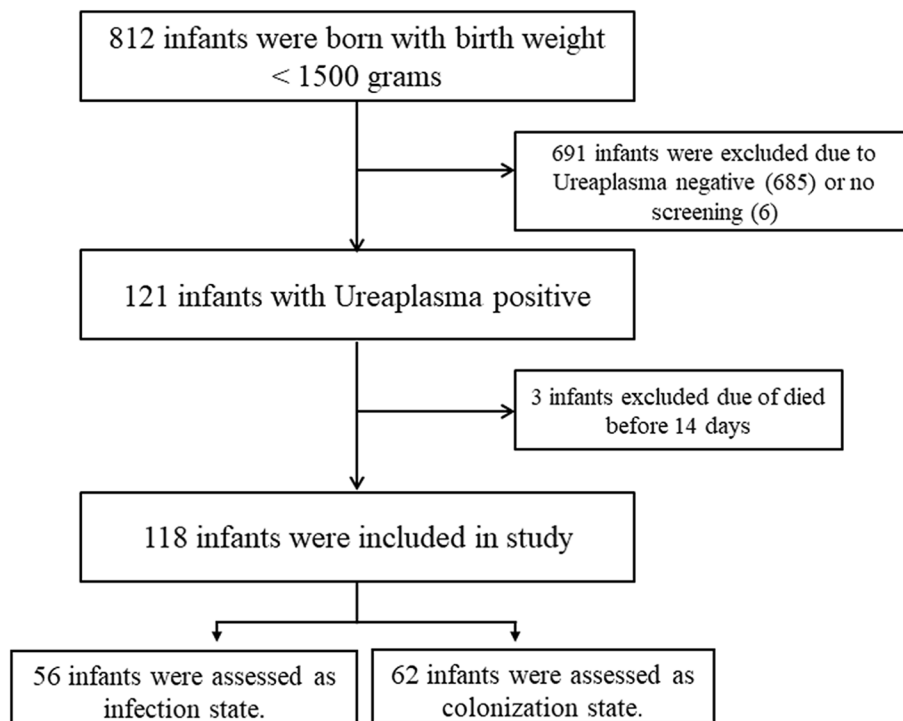 812 infants were born with birth weight
< 1500 grams
691 infants were excluded due to
Ureaplasma negative (685) or no
screening (6)
121 infants with Ureaplasma positive
3 infants excluded due of died
before 14 days
118 infants were included in study
56 infants were assessed as
infection state.
62 infants were assessed as
colonization state.